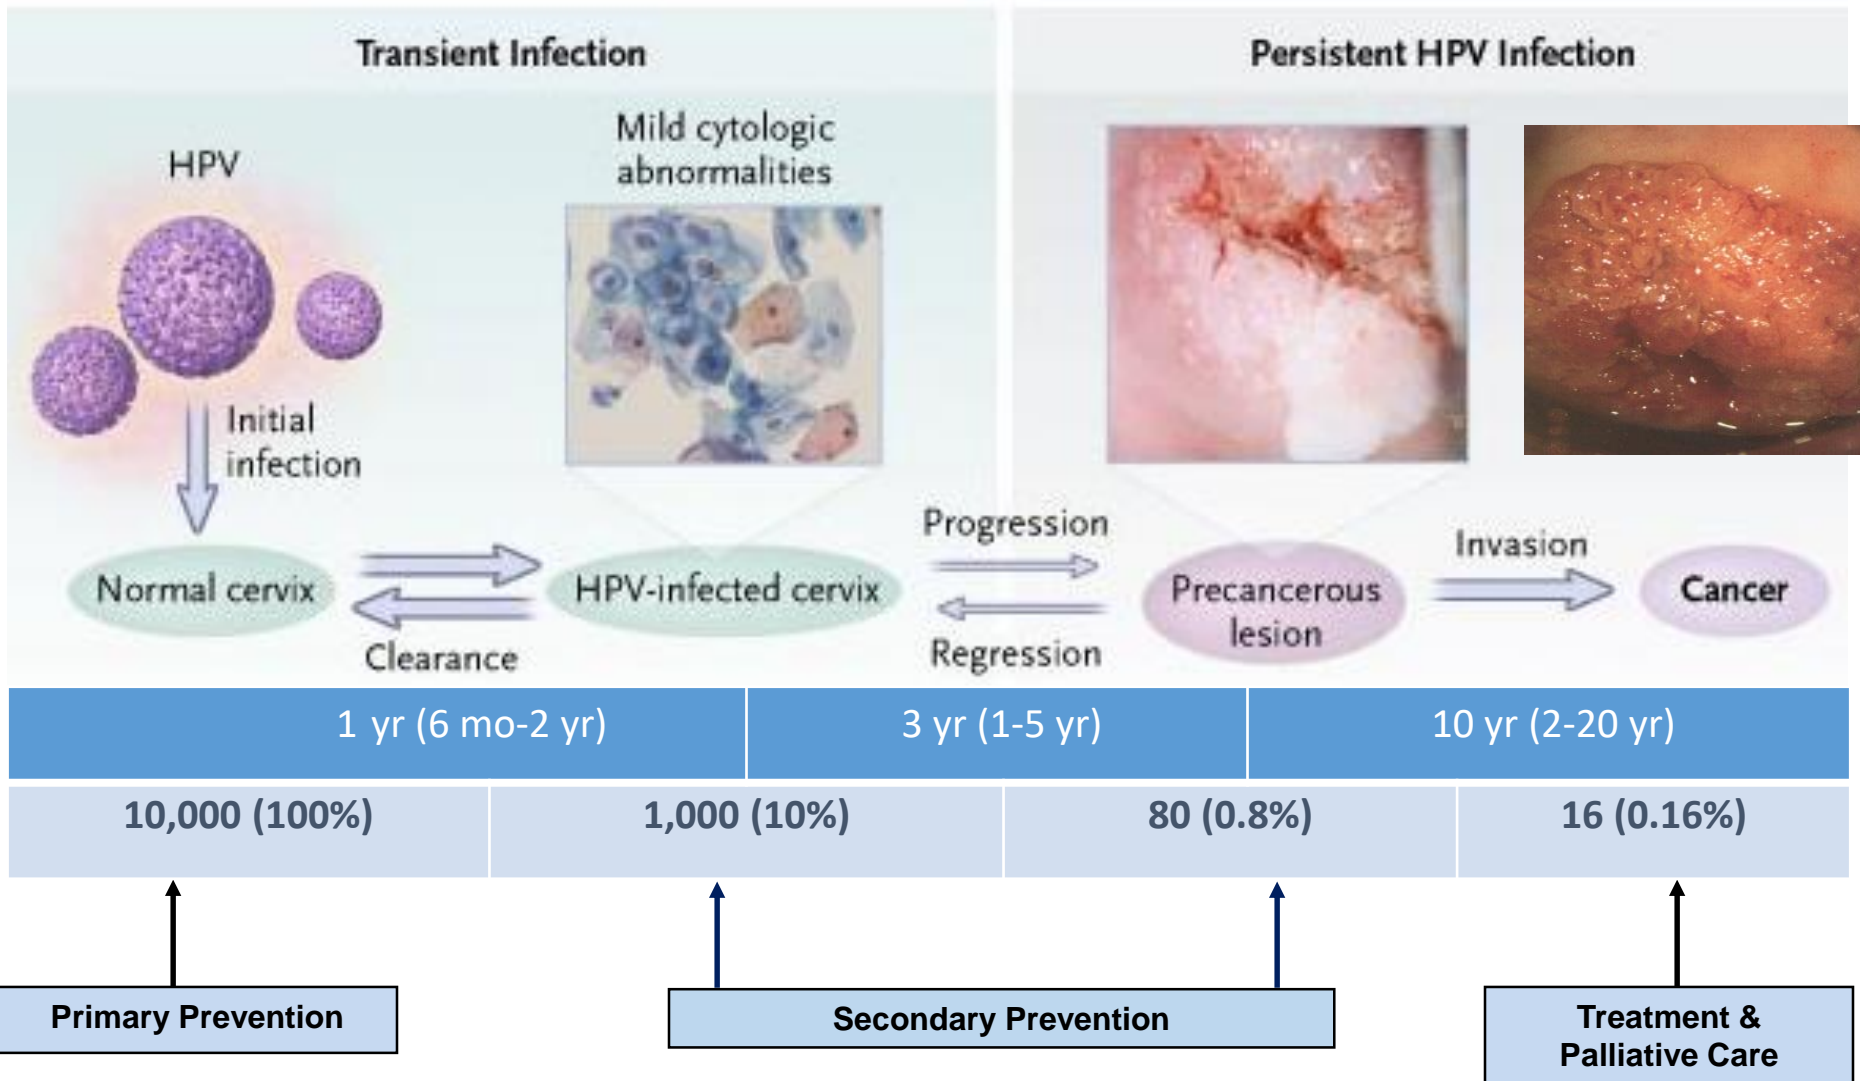 Transient Infection
Persistent HPV Infection
HPV
Mild cytologic
abnormalities
Initial
infection
Normal cervix
Clearance
HPV-infected cervix
Progression
Regression
Precancerous
lesion
Invasion
Cancer
1 yr (6 mo-2 yr)
3 yr (1-5 yr)
10 yr (2-20 yr)
10,000 (100%)
1,000 (10%)
80 (0.8%)
16 (0.16%)
Primary Prevention
Secondary Prevention
Treatment &
Palliative Care